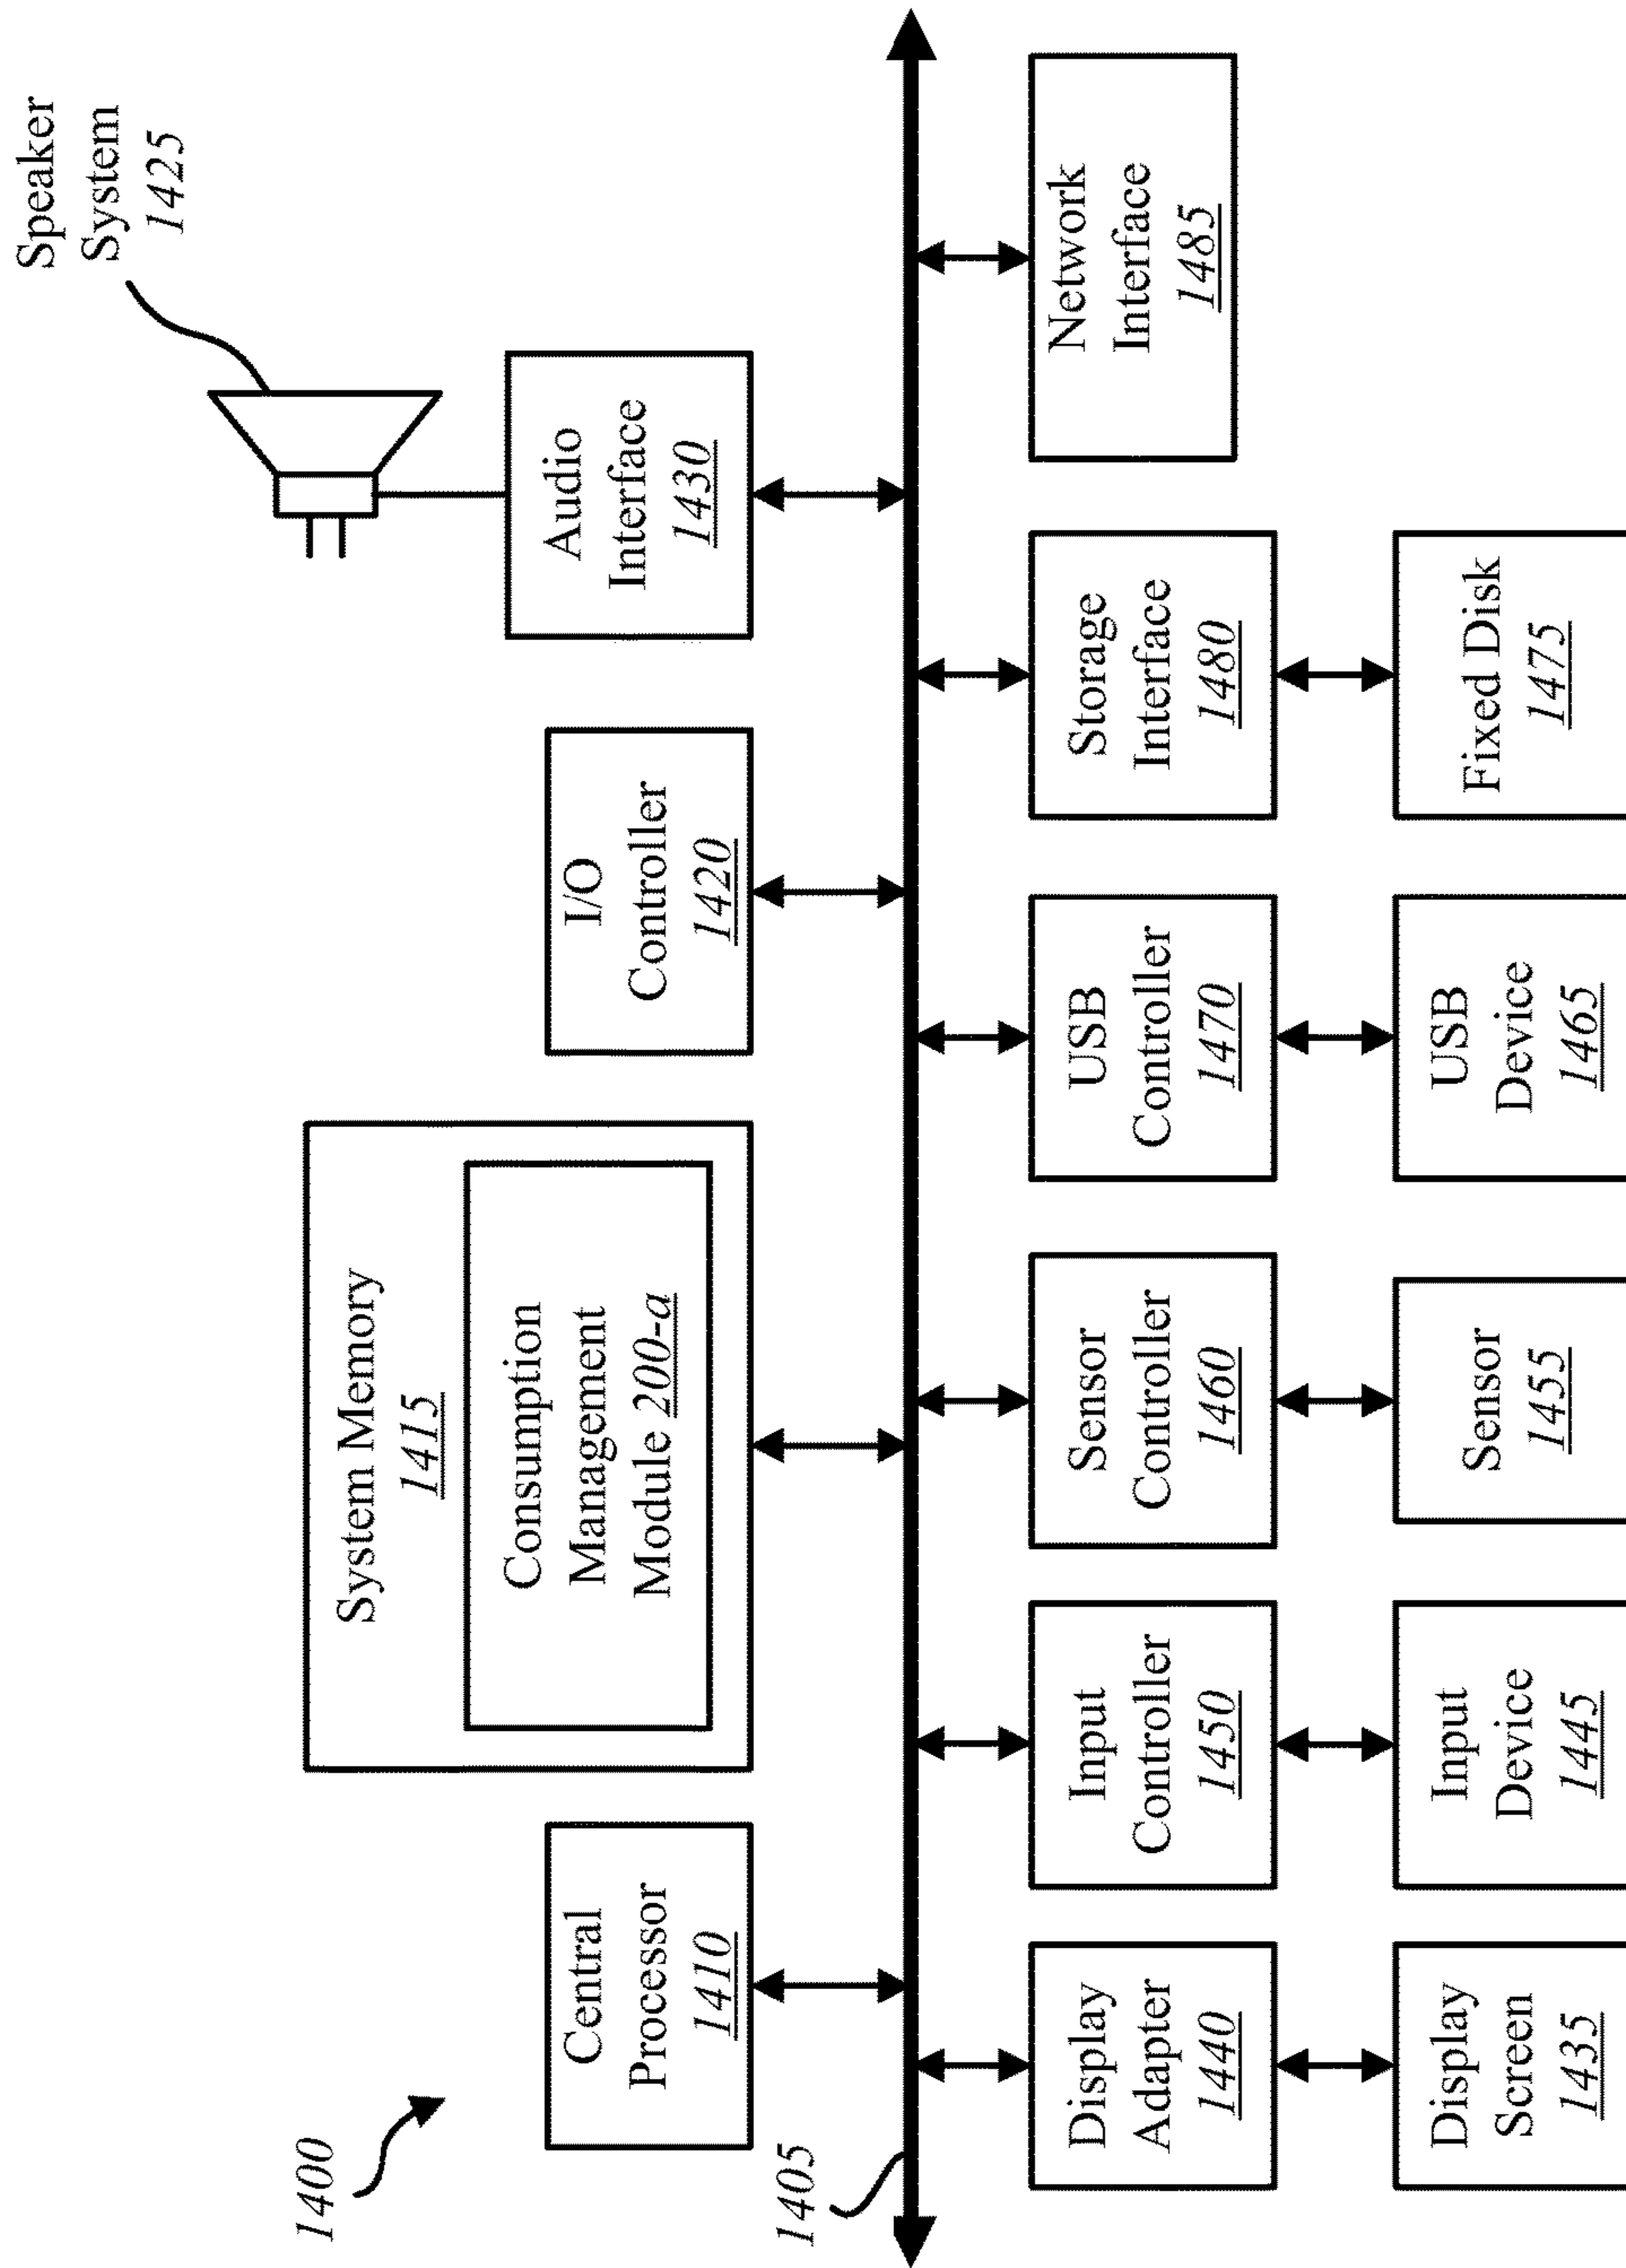 1400
Speaker
System
1425
Central
Processor
1410
System Memory
1415
Consumption
Management
Module 200-a
I/O
Controller
1420
Audio
Interface
1430
1405
Display
Adapter
1440
Input
Controller
1450
Sensor
Controller
1460
USB
Controller
1470
Storage
Interface
1480
Network
Interface
1485
Display
Screen
1435
Input
Device
1445
Sensor
1455
USB
Device
1465
Fixed Disk
1475